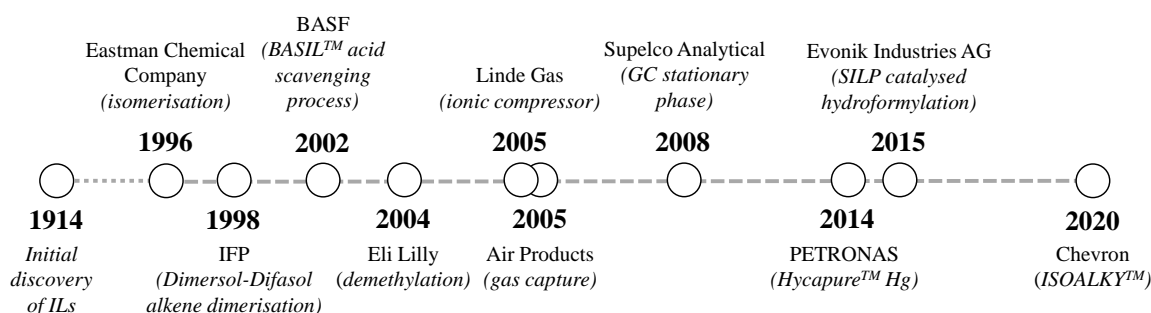 Eastman Chemical
Company
(isomerisation)
1996
BASF
(BASIL™ acid
scavenging
process)
2002
Linde Gas
(ionic compressor)
2005
Supelco Analytical
(GC stationary
phase)
2008
Evonik Industries AG
(SILP catalysed
hydroformylation)
2015
1914
Initial
discovery
of ILs
1998
IFP
(Dimersol-Difasol
alkene dimerisation)
2004
Eli Lilly
(demethylation)
2005
Air Products
(gas capture)
2014
PETRONAS
(Hycapure™ Hg)
2020
Chevron
(ISOALKY™)